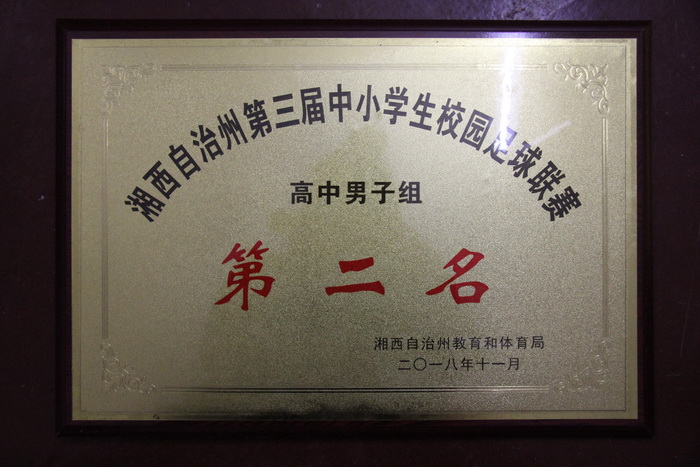 湘西自治州第三届中小学生校园足球联赛
高中男子组
第二名
湘西自治州教育和体育局
二〇一八年十一月